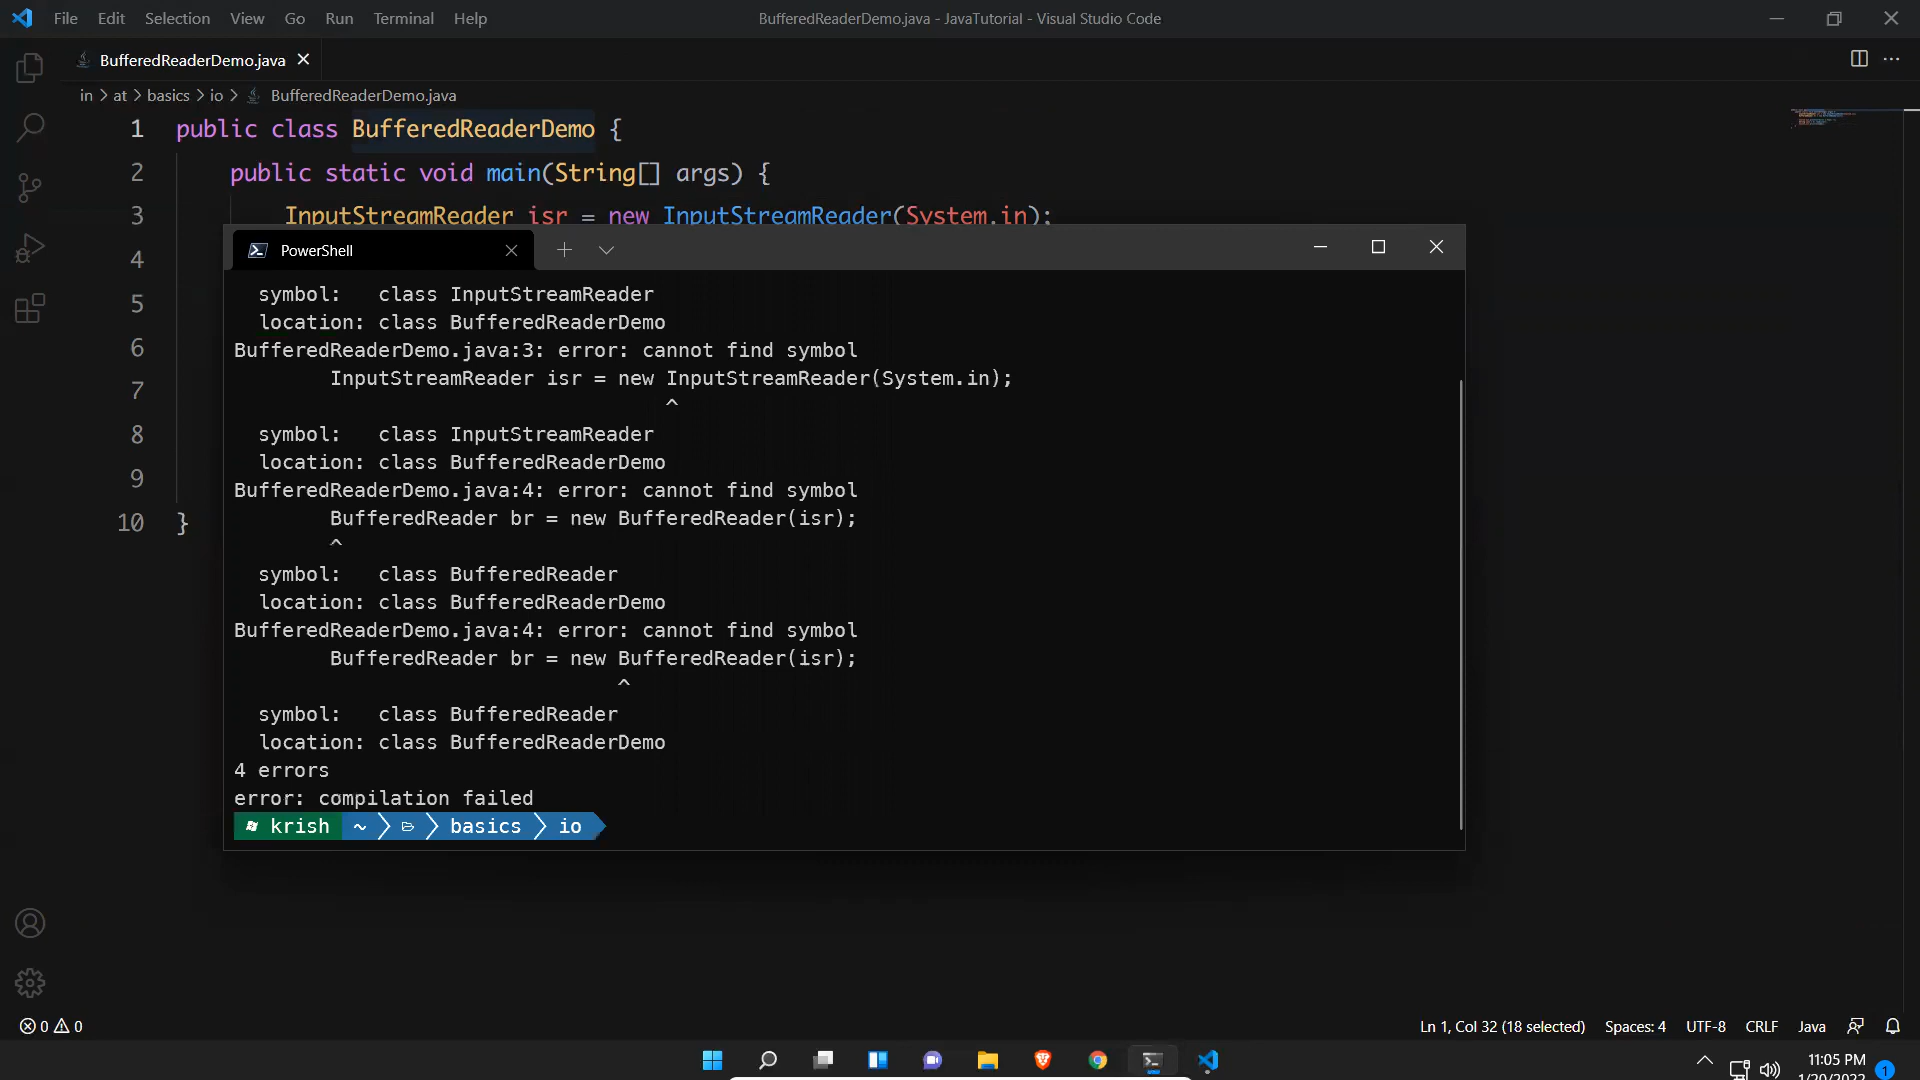 File Edit Selection View Go Run Terminal Help
BufferedReaderDemo.java - JavaTutorial - Visual Studio Code
BufferedReaderDemo.java
in > at > basics > io > BufferedReaderDemo.java
1 public class BufferedReaderDemo {
2 public static void main(String[] args) {
3 InputStreamReader isr = new InputStreamReader(System.in);
4
5
6
7
8
9
10 }
PowerShell
symbol: class InputStreamReader
location: class BufferedReaderDemo
BufferedReaderDemo.java:3: error: cannot find symbol
InputStreamReader isr = new InputStreamReader(System.in);
^
symbol: class InputStreamReader
location: class BufferedReaderDemo
BufferedReaderDemo.java:4: error: cannot find symbol
BufferedReader br = new BufferedReader(isr);
^
symbol: class BufferedReader
location: class BufferedReaderDemo
BufferedReaderDemo.java:4: error: cannot find symbol
BufferedReader br = new BufferedReader(isr);
^
symbol: class BufferedReader
location: class BufferedReaderDemo
4 errors
error: compilation failed
krish ~ basics io
0 0
Ln 1, Col 32 (18 selected) Spaces: 4 UTF-8 CRLF Java
11:05 PM
1/20/2022
1